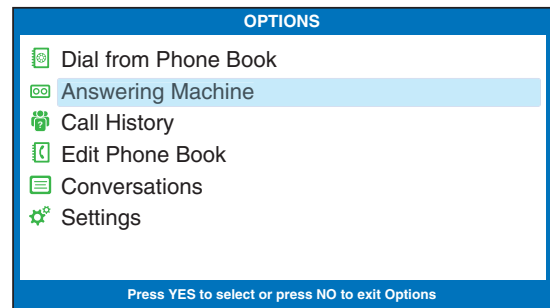 OPTIONS
Dial from Phone Book
Answering Machine
Call History
Edit Phone Book
Conversations
Settings
Press YES to select or press NO to exit Options